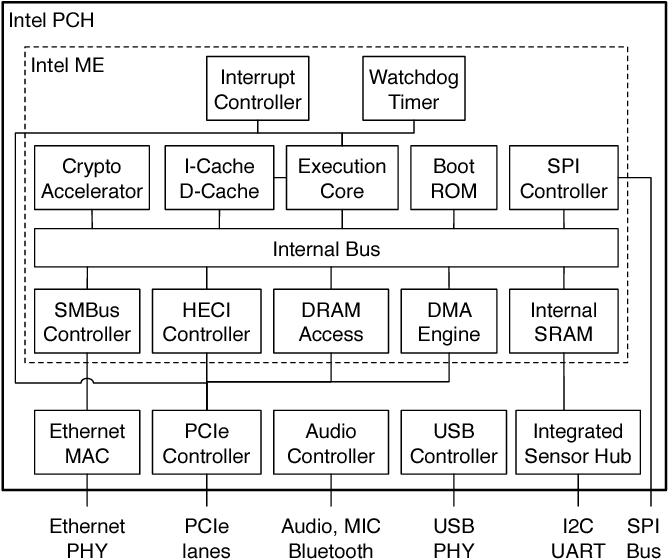 Intel PCH
Intel ME
Interrupt
Controller
Watchdog
Timer
Crypto
Accelerator
I-Cache
D-Cache
Execution
Core
Boot
ROM
SPI
Controller
Internal Bus
SMBus
Controller
HECI
Controller
DRAM
Access
DMA
Engine
Internal
SRAM
Ethernet
MAC
PCIe
Controller
Audio
Controller
USB
Controller
Integrated
Sensor Hub
Ethernet
PHY
PCIe
lanes
Audio, MIC
Bluetooth
USB
PHY
I2C
UART
SPI
Bus